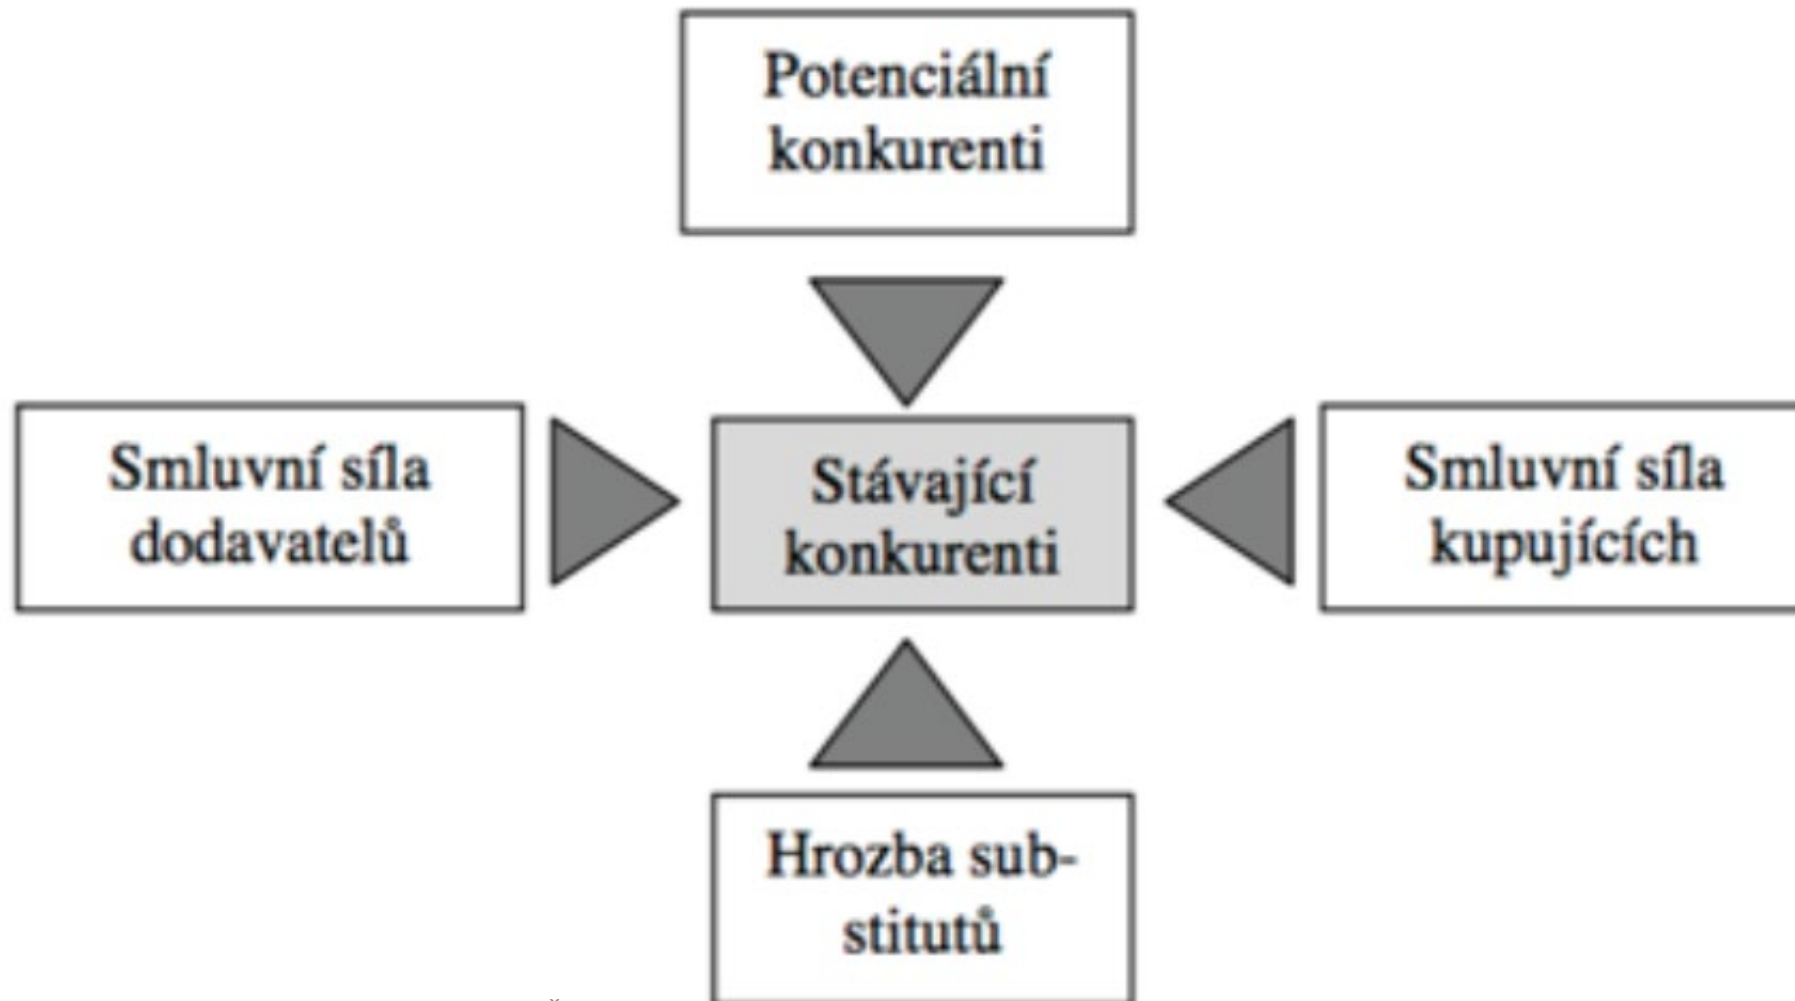 Potenciální
konkurenti
Smluvní síla
dodavatelů
Stávající
konkurenti
Smluvní síla
kupujících
Hrozba sub-
stitutů